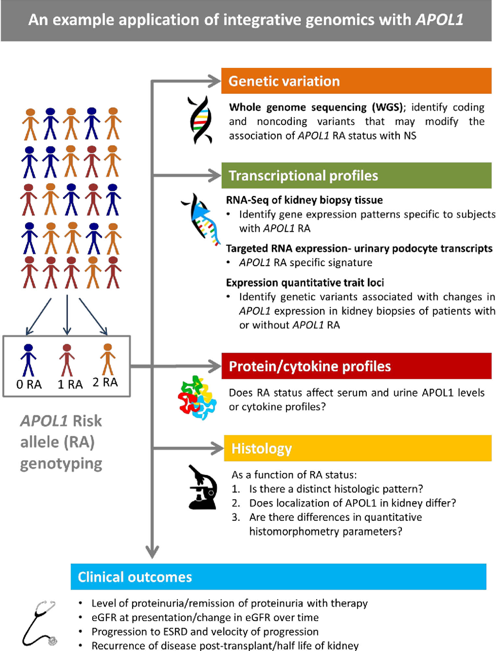 An example application of integrative genomics with APOL1
Genetic variation
Whole genome sequencing (WGS); identify coding
and noncoding variants that may modify the
association of APOL1 RA status with NS
Transcriptional profiles
RNA-Seq of kidney biopsy tissue
• Identify gene expression patterns specific to subjects
with APOL1 RA
Targeted RNA expression- urinary podocyte transcripts
• APOL1 RA specific signature
Expression quantitative trait loci
• Identify genetic variants associated with changes in
APOL1 expression in kidney biopsies of patients with
or without APOL1 RA
0 RA 1 RA 2 RA
APOL1 Risk
allele (RA)
genotyping
Protein/cytokine profiles
Does RA status affect serum and urine APOL1 levels
or cytokine profiles?
Histology
As a function of RA status:
1. Is there a distinct histologic pattern?
2. Does localization of APOL1 in kidney differ?
3. Are there differences in quantitative
histomorphometry parameters?
Clinical outcomes
• Level of proteinuria/remission of proteinuria with therapy
• eGFR at presentation/change in eGFR over time
• Progression to ESRD and velocity of progression
• Recurrence of disease post-transplant/half life of kidney